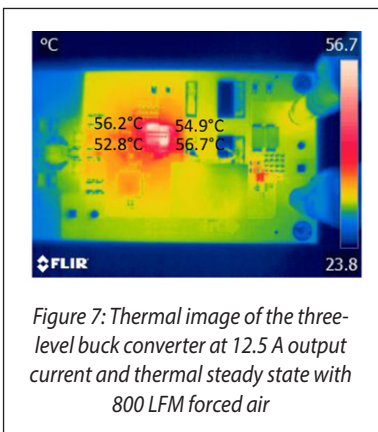 °C 56.7
56.2°C 54.9°C
52.8°C 56.7°C
FLIR 23.8
Figure 7: Thermal image of the three-
level buck converter at 12.5 A output
current and thermal steady state with
800 LFM forced air